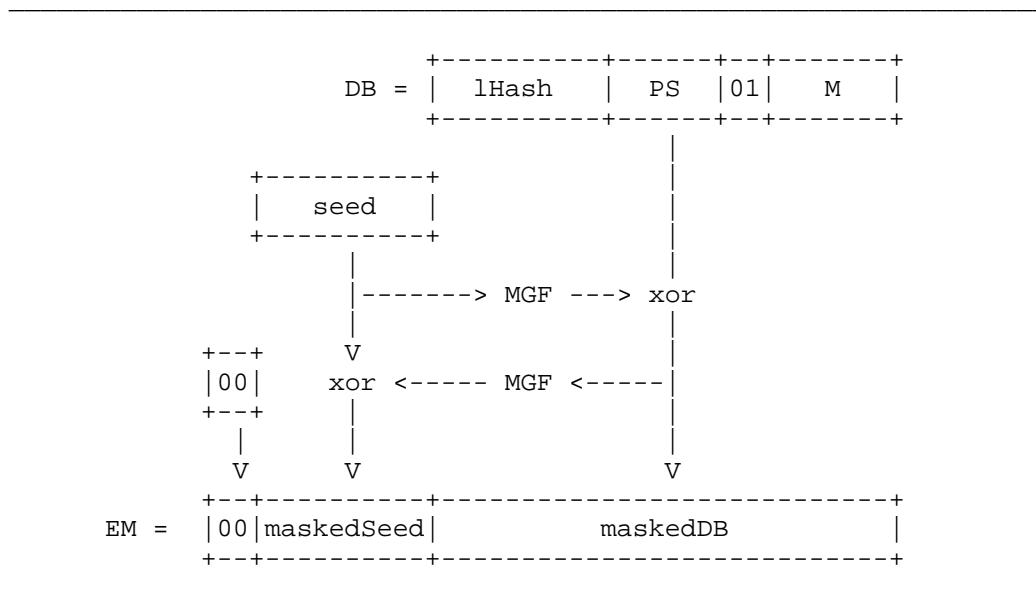 DB = | lHash | PS |01| M |
| seed |
|-------> MGF ---> xor
|00| xor <----- MGF <-----|
V
V V V
EM = |00|maskedSeed| maskedDB |